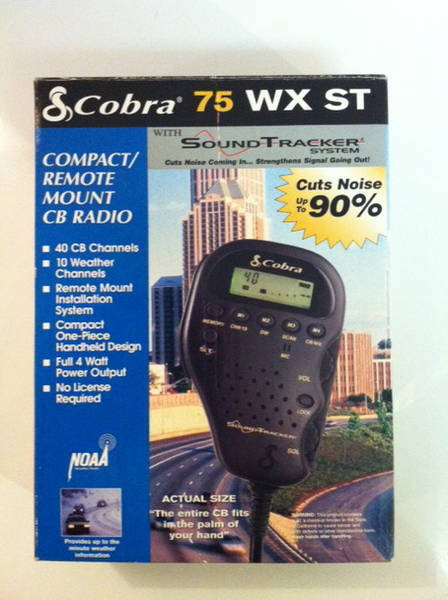 Cobra® 75 WX ST
WITH SOUNDTRACKER
SYSTEM
Cuts Noise Coming In... Strengthens Signal Going Out!
COMPACT/
REMOTE
MOUNT
CB RADIO
Cuts Noise
Up To 90%
40 CB Channels
10 Weather
Channels
Remote Mount
Installation
System
Compact
One-Piece
Handheld Design
Full 4 Watt
Power Output
No License
Required
Cobra
40
MEMORY M1 M2 M3 M4
CH9/19 DW SCAN CB/WX
MIC
VOL
LOCK
SOUNDTRACKER
SQL
NOAA
ACTUAL SIZE
"The entire CB fits
in the palm of
your hand"
Provides up to the
minute weather
information
WARNING: This product contains